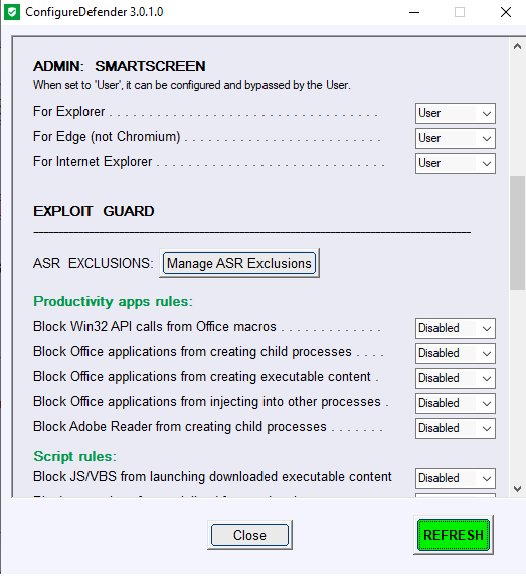 ConfigureDefender 3.0.1.0
ADMIN: SMARTSCREEN
When set to 'User', it can be configured and bypassed by the User.
For Explorer . . . . . . . . . . . . . . . . . . . . . . . . . . . . . . . . . . User
For Edge (not Chromium) . . . . . . . . . . . . . . . . . . . . . . . . . User
For Internet Explorer . . . . . . . . . . . . . . . . . . . . . . . . . . . . . User
EXPLOIT GUARD
ASR EXCLUSIONS: Manage ASR Exclusions
Productivity apps rules:
Block Win32 API calls from Office macros . . . . . . . . . . . . . Disabled
Block Office applications from creating child processes . . . . Disabled
Block Office applications from creating executable content . Disabled
Block Office applications from injecting into other processes . Disabled
Block Adobe Reader from creating child processes . . . . . . . Disabled
Script rules:
Block JS/VBS from launching downloaded executable content Disabled
Close REFRESH